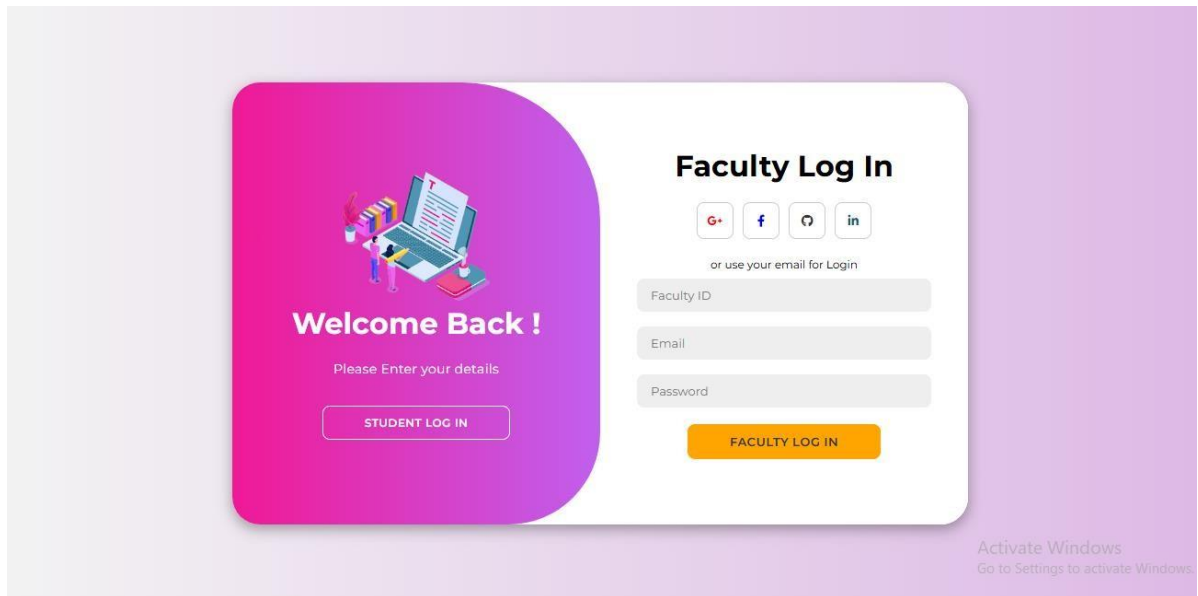 Welcome Back !
Please Enter your details
STUDENT LOG IN
Faculty Log In
G+ f in
or use your email for Login
Faculty ID
Email
Password
FACULTY LOG IN
Activate Windows
Go to Settings to activate Windows.